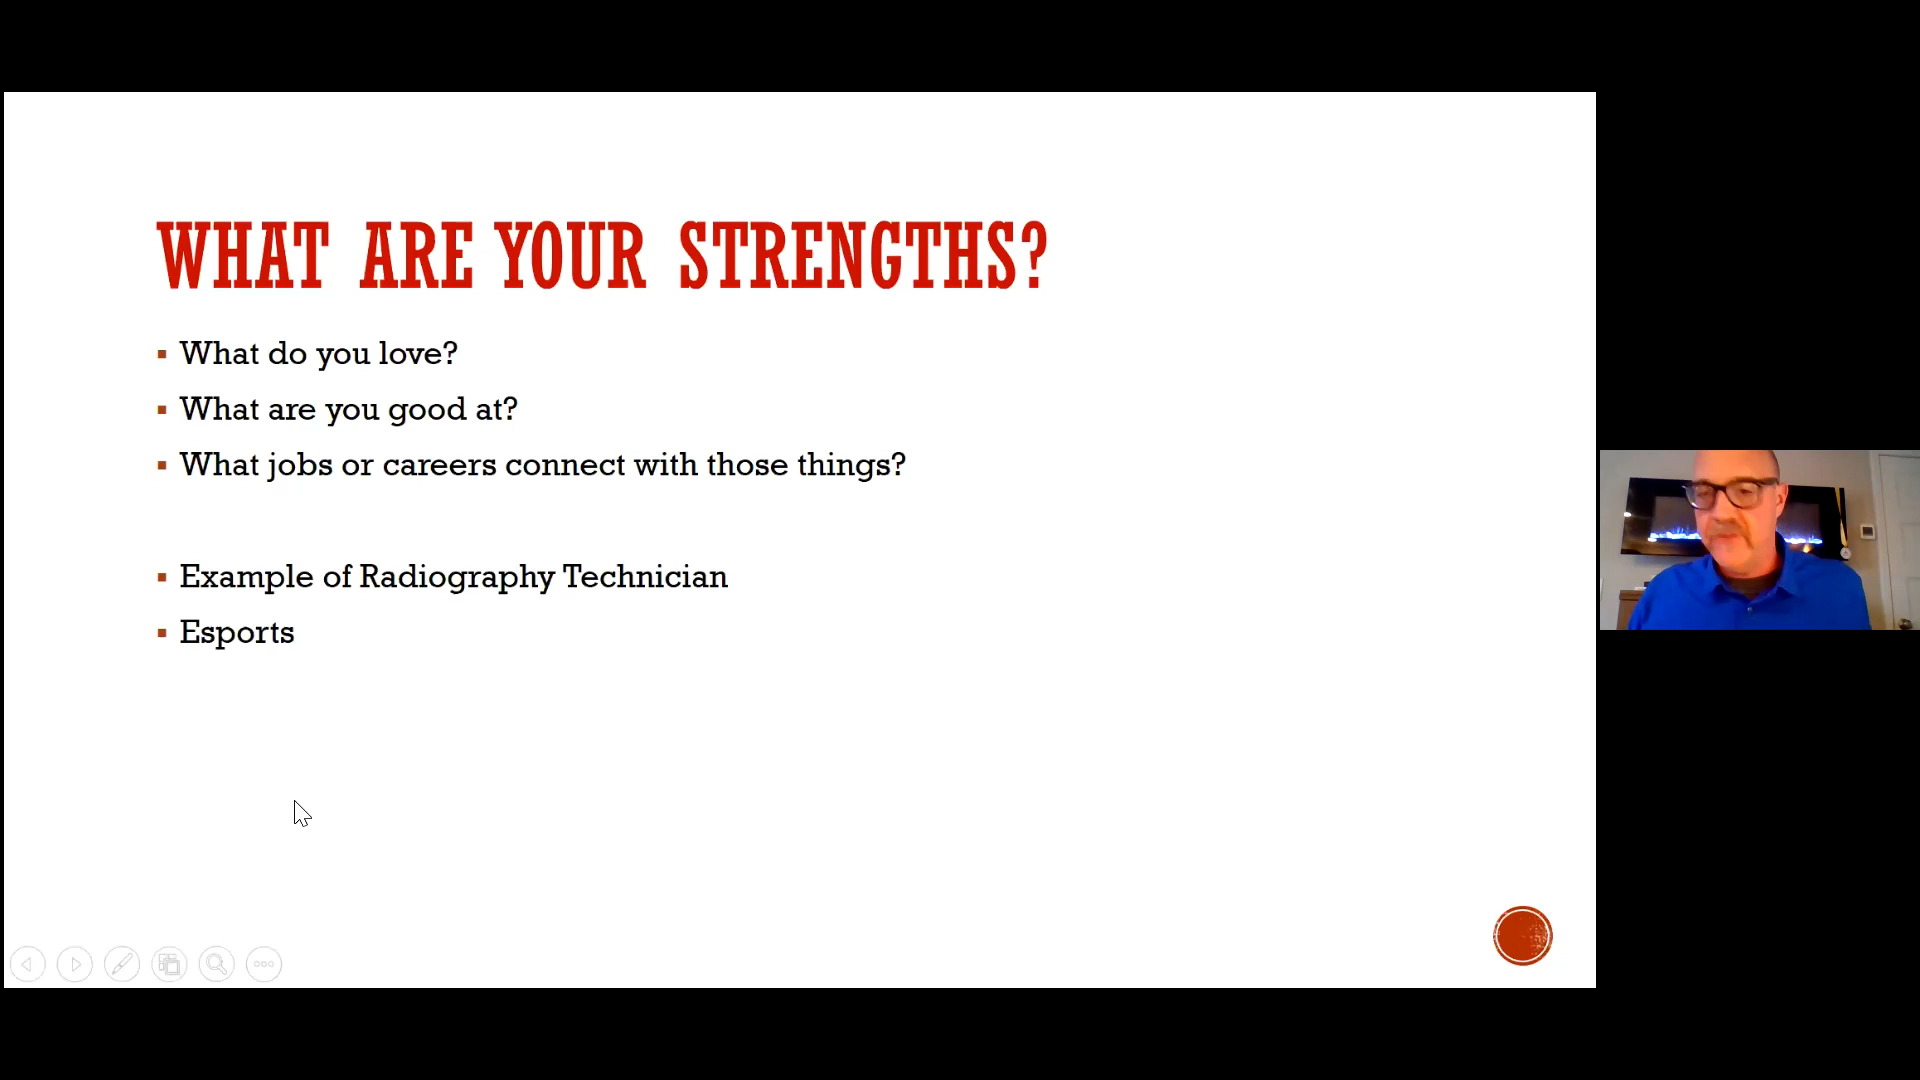 WHAT ARE YOUR STRENGTHS?
What do you love?
What are you good at?
What jobs or careers connect with those things?
Example of Radiography Technician
Esports